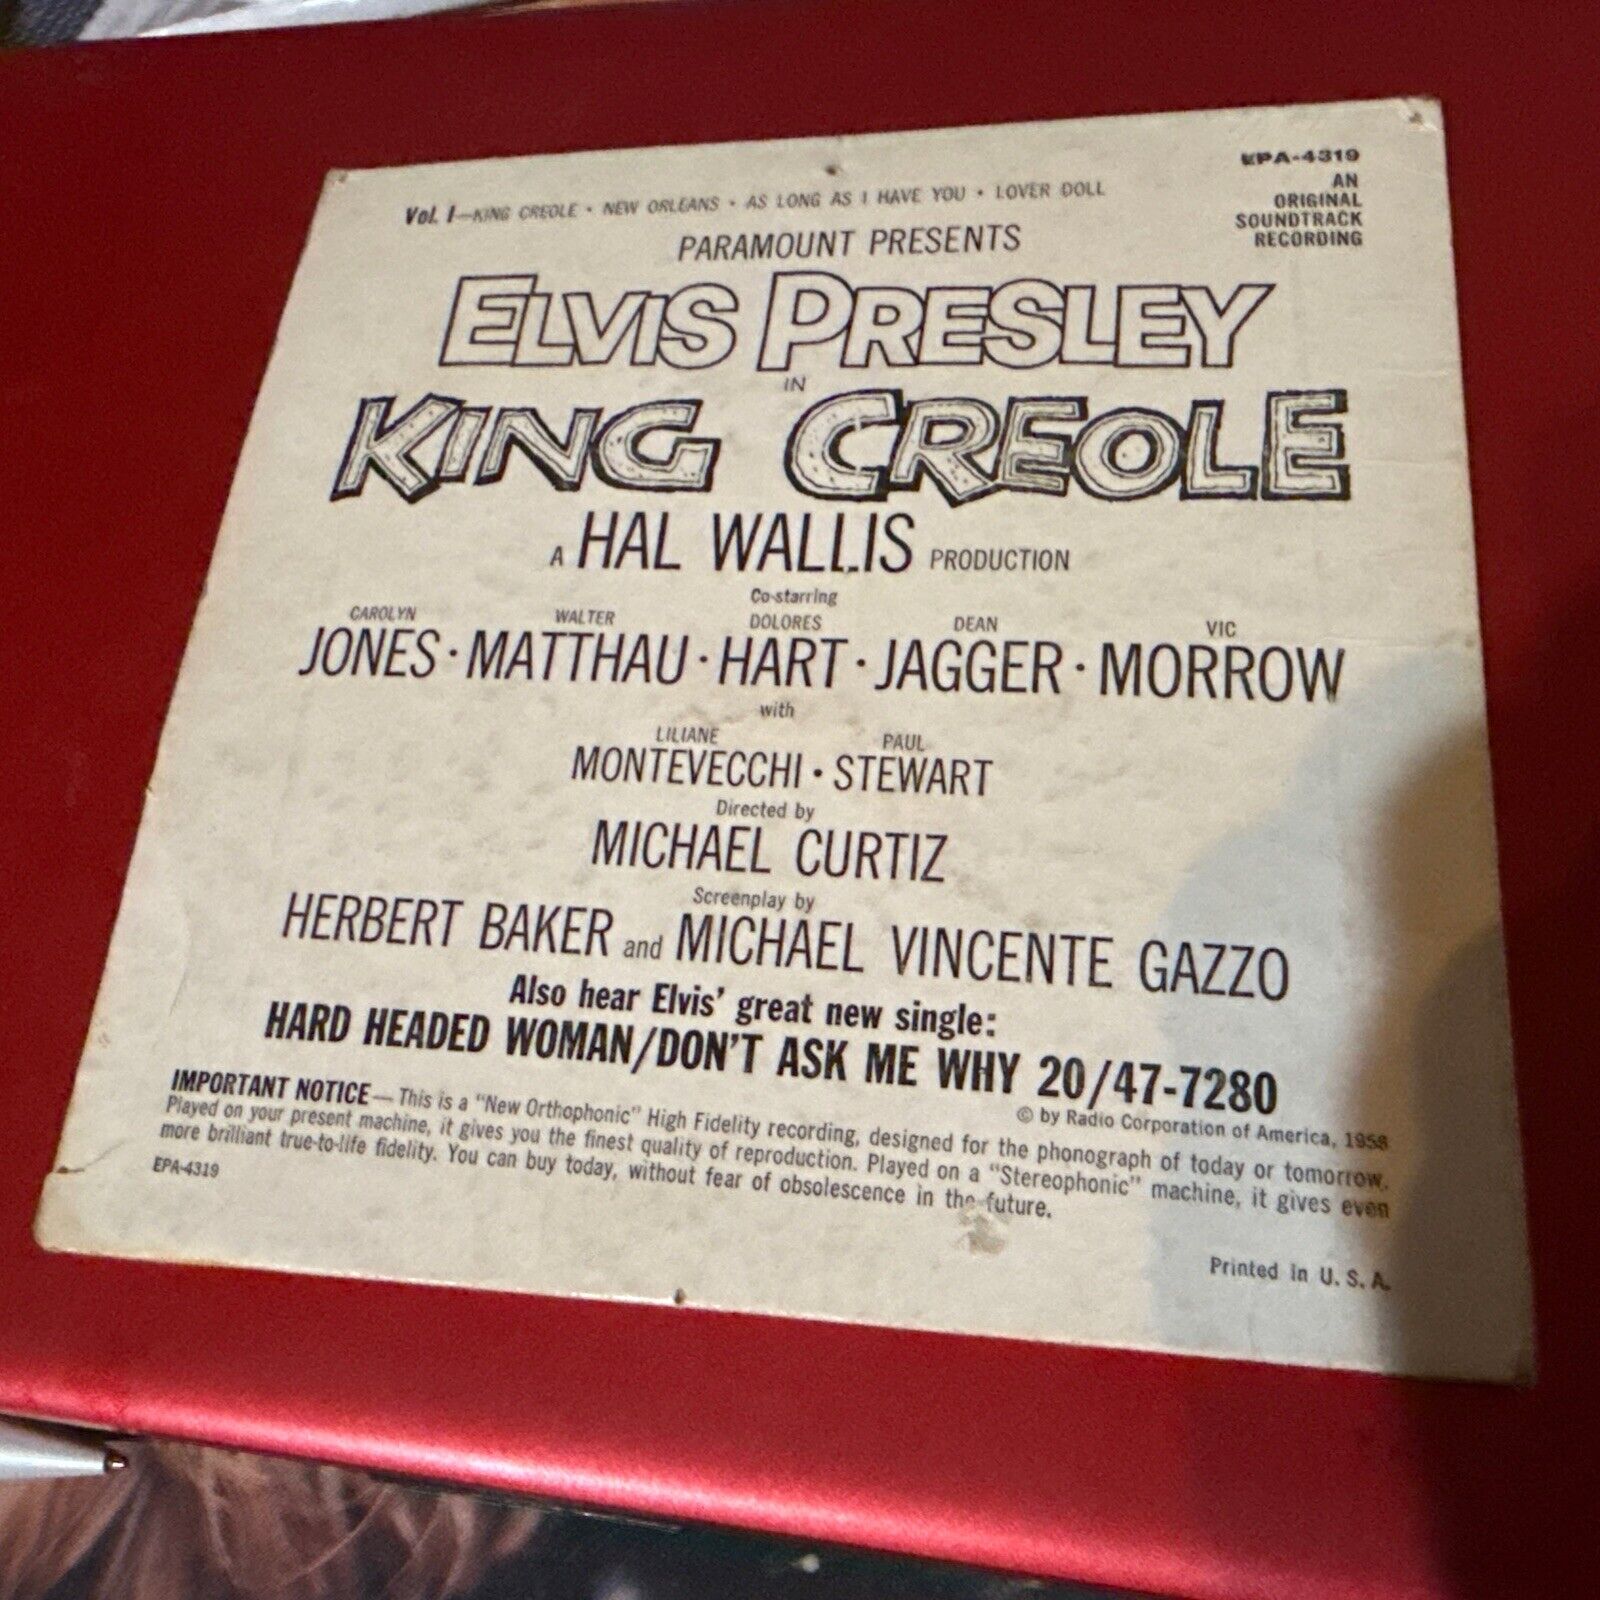 EPA-4319
AN
ORIGINAL
SOUNDTRACK
RECORDING
Vol. I—KING CREOLE • NEW ORLEANS • AS LONG AS I HAVE YOU • LOVER DOLL
PARAMOUNT PRESENTS
ELVIS PRESLEY
IN
KING CREOLE
A HAL WALLIS PRODUCTION
Co-starring
CAROLYN WALTER DOLORES DEAN VIC
JONES • MATTHAU • HART • JAGGER • MORROW
with
LILIANE PAUL
MONTEVECCHI • STEWART
Directed by
MICHAEL CURTIZ
Screenplay by
HERBERT BAKER and MICHAEL VINCENTE GAZZO
Also hear Elvis' great new single:
HARD HEADED WOMAN/DON'T ASK ME WHY 20/47-7280
© by Radio Corporation of America, 1958
IMPORTANT NOTICE—This is a "New Orthophonic" High Fidelity recording, designed for the phonograph of today or tomorrow.
Played on your present machine, it gives you the finest quality of reproduction. Played on a "Stereophonic" machine, it gives even
more brilliant true-to-life fidelity. You can buy today, without fear of obsolescence in the future.
EPA-4319
Printed in U. S. A.